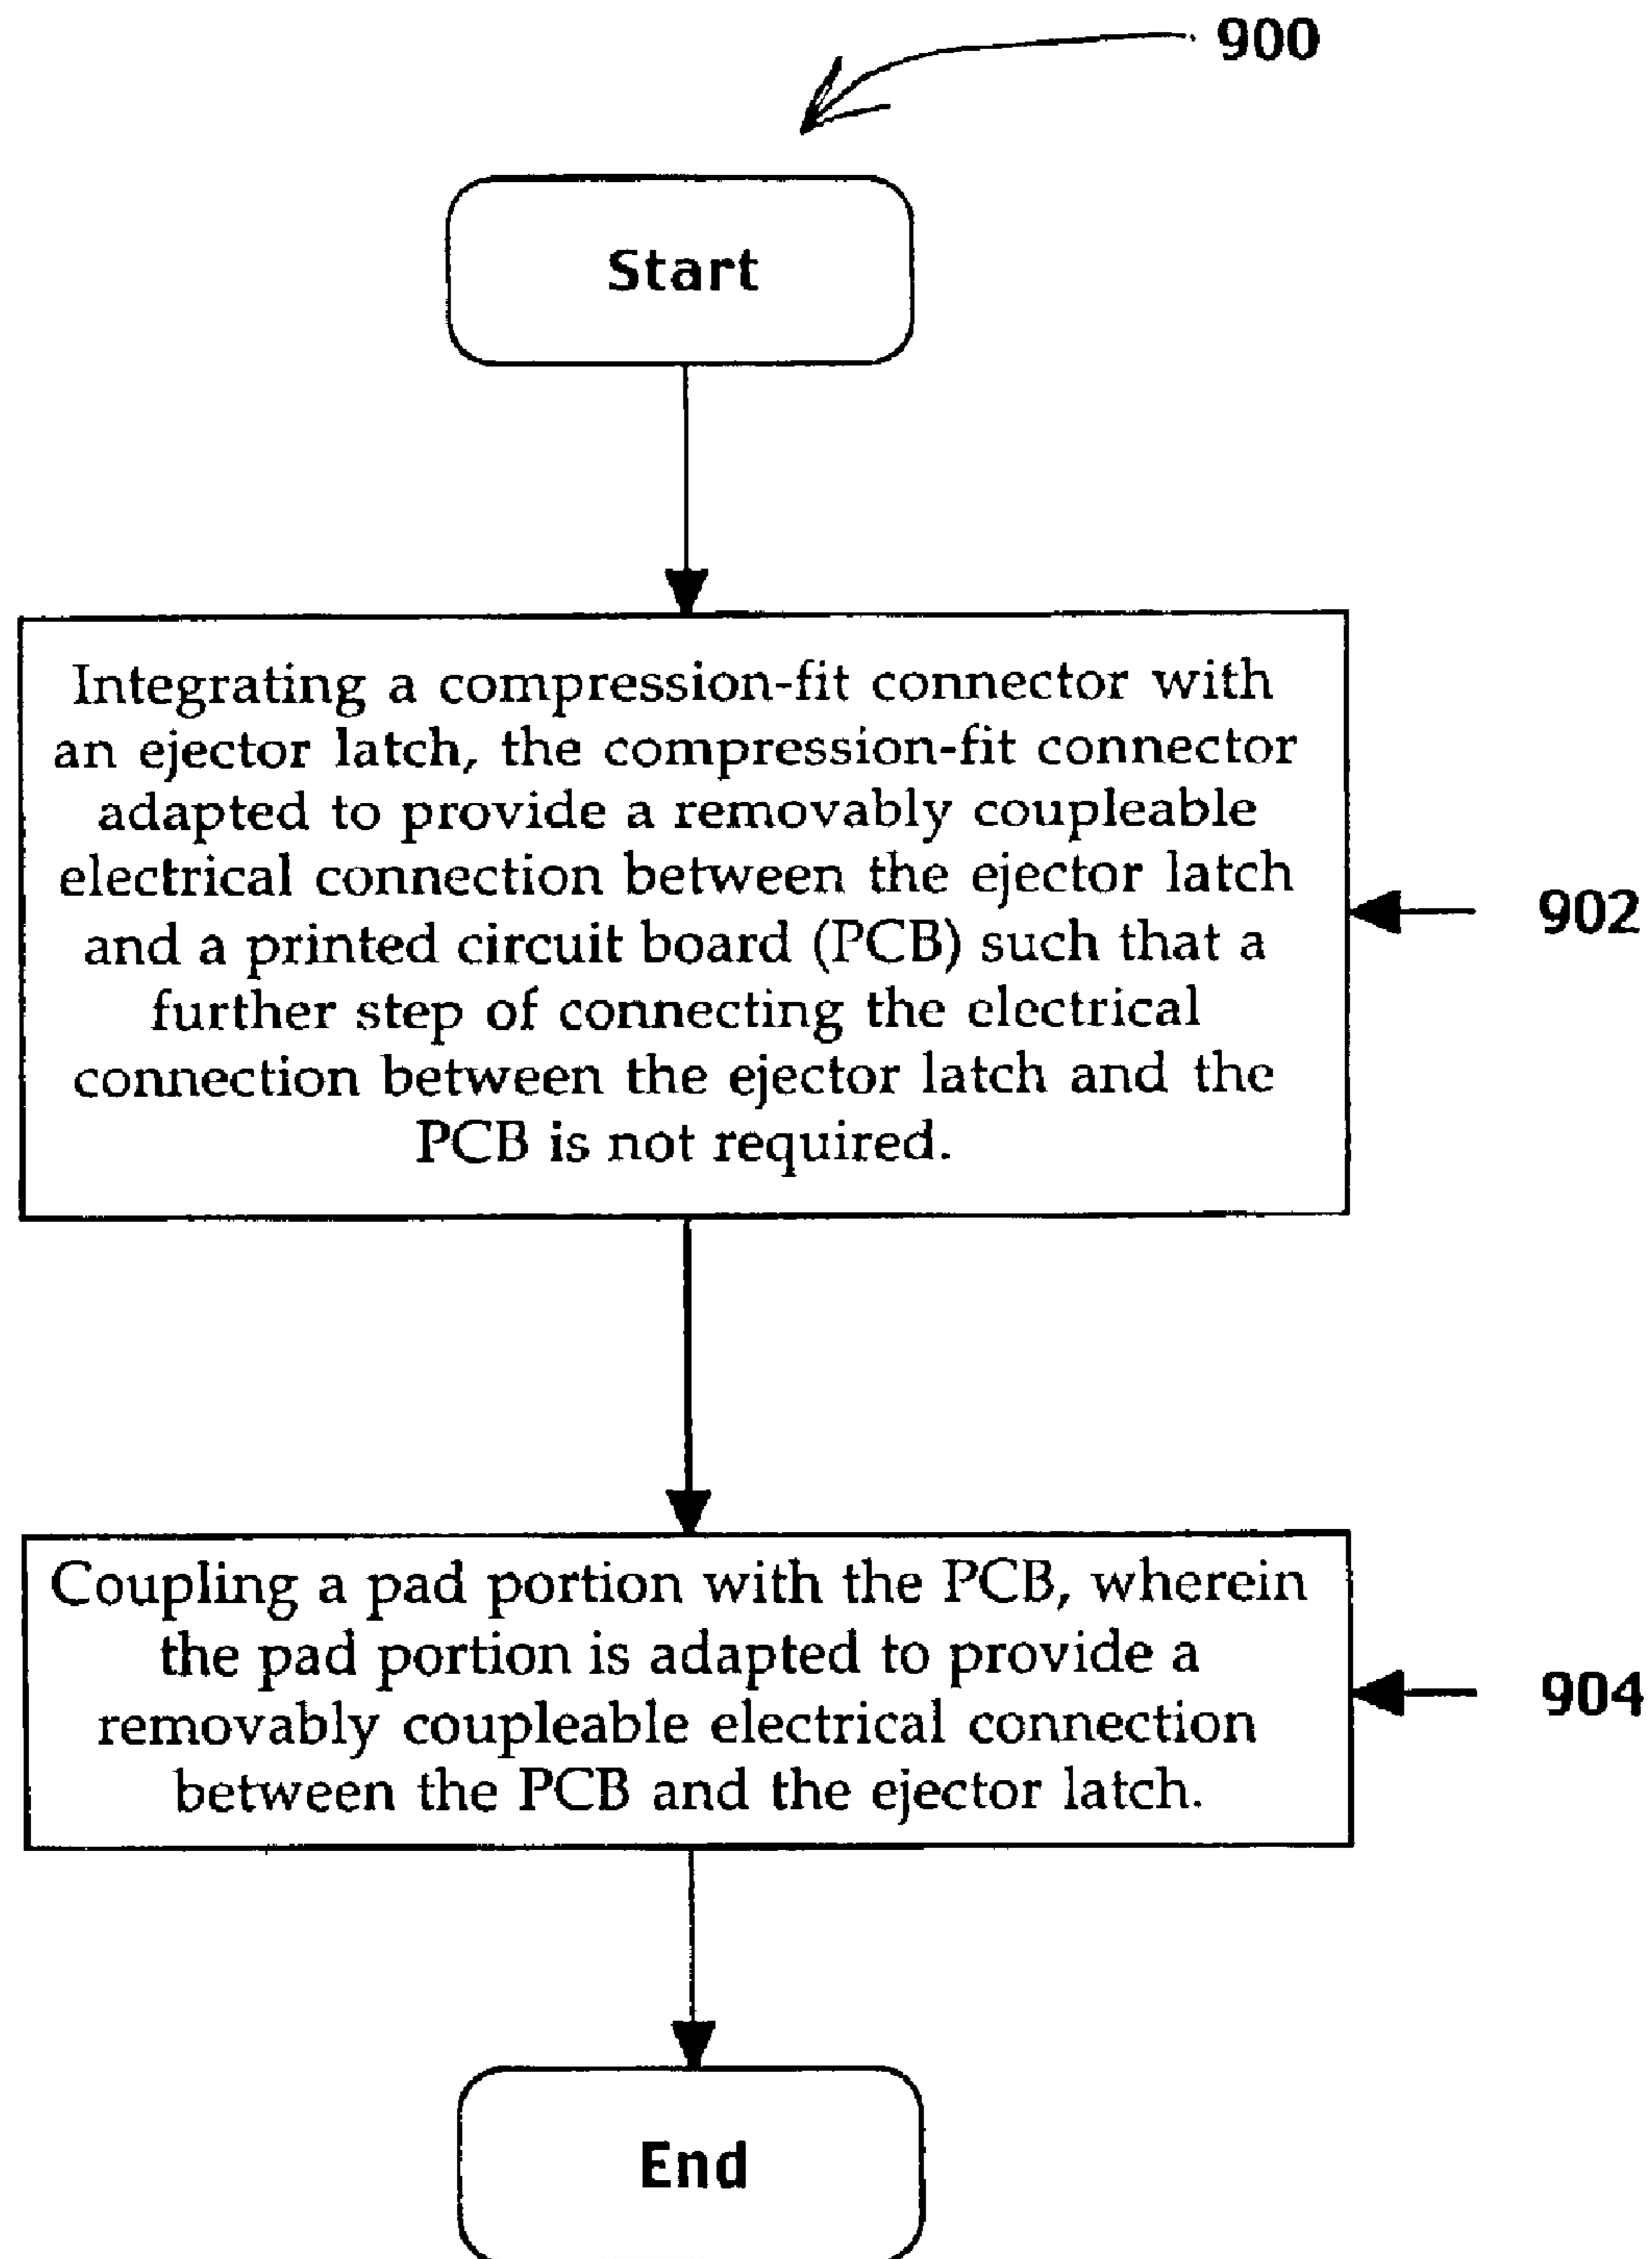 900
Start
Integrating a compression-fit connector with
an ejector latch, the compression-fit connector
adapted to provide a removably coupleable
electrical connection between the ejector latch
and a printed circuit board (PCB) such that a
further step of connecting the electrical
connection between the ejector latch and the
PCB is not required.
902
Coupling a pad portion with the PCB, wherein
the pad portion is adapted to provide a
removably coupleable electrical connection
between the PCB and the ejector latch.
904
End